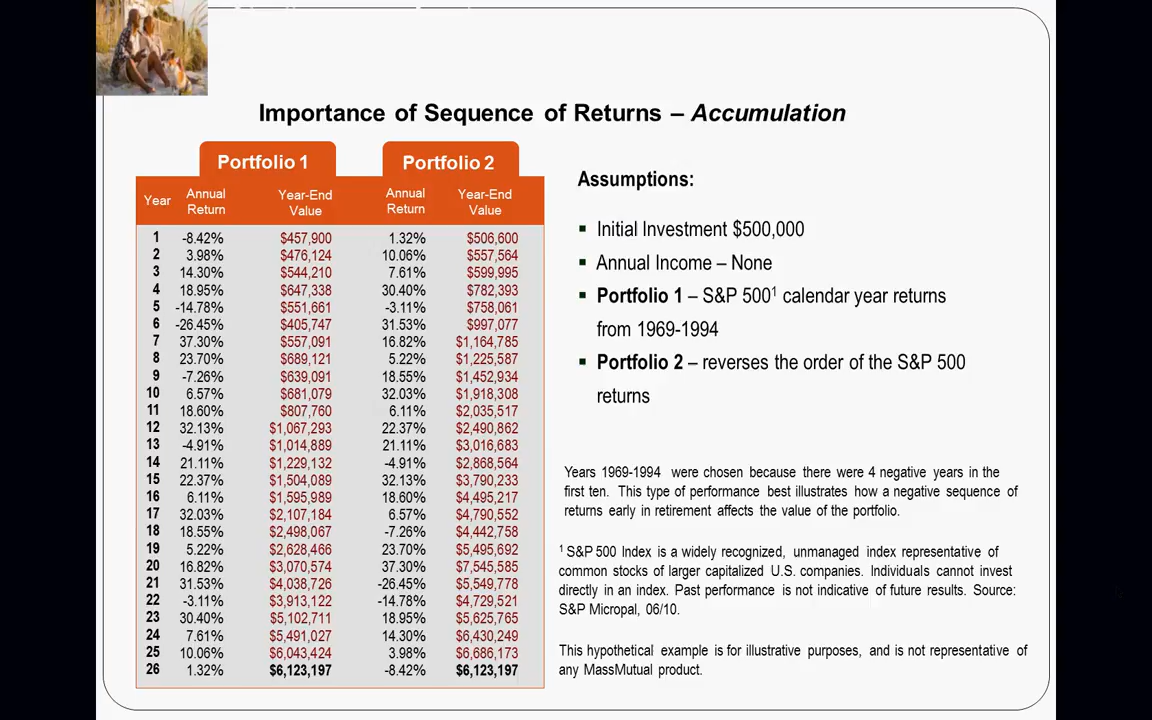 Importance of Sequence of Returns – Accumulation
Portfolio 1 Portfolio 2
Year Annual Return Year-End Value Annual Return Year-End Value
1 -8.42% $457,900 1.32% $506,600
2 3.98% $476,124 10.06% $557,564
3 14.30% $544,210 7.61% $599,995
4 18.95% $647,338 30.40% $782,393
5 -14.78% $551,661 -3.11% $758,061
6 -26.45% $405,747 31.53% $997,077
7 37.30% $557,091 16.82% $1,164,785
8 23.70% $689,121 5.22% $1,225,587
9 -7.26% $639,091 18.55% $1,452,934
10 6.57% $681,079 32.03% $1,918,308
11 18.60% $807,760 6.11% $2,035,517
12 32.13% $1,067,293 22.37% $2,490,862
13 -4.91% $1,014,889 21.11% $3,016,683
14 21.11% $1,229,132 -4.91% $2,868,564
15 22.37% $1,504,089 32.13% $3,790,233
16 6.11% $1,595,989 18.60% $4,495,217
17 32.03% $2,107,184 6.57% $4,790,552
18 18.55% $2,498,067 -7.26% $4,442,758
19 5.22% $2,628,466 23.70% $5,495,692
20 16.82% $3,070,574 37.30% $7,545,585
21 31.53% $4,038,726 -26.45% $5,549,778
22 -3.11% $3,913,122 -14.78% $4,729,521
23 30.40% $5,102,711 18.95% $5,625,765
24 7.61% $5,491,027 14.30% $6,430,249
25 10.06% $6,043,424 3.98% $6,686,173
26 1.32% $6,123,197 -8.42% $6,123,197
Assumptions:
▪ Initial Investment $500,000
▪ Annual Income – None
▪ Portfolio 1 – S&P 500¹ calendar year returns
from 1969-1994
▪ Portfolio 2 – reverses the order of the S&P 500
returns
Years 1969-1994 were chosen because there were 4 negative years in the
first ten. This type of performance best illustrates how a negative sequence of
returns early in retirement affects the value of the portfolio.
¹ S&P 500 Index is a widely recognized, unmanaged index representative of
common stocks of larger capitalized U.S. companies. Individuals cannot invest
directly in an index. Past performance is not indicative of future results. Source:
S&P Micropal, 06/10.
This hypothetical example is for illustrative purposes, and is not representative of
any MassMutual product.